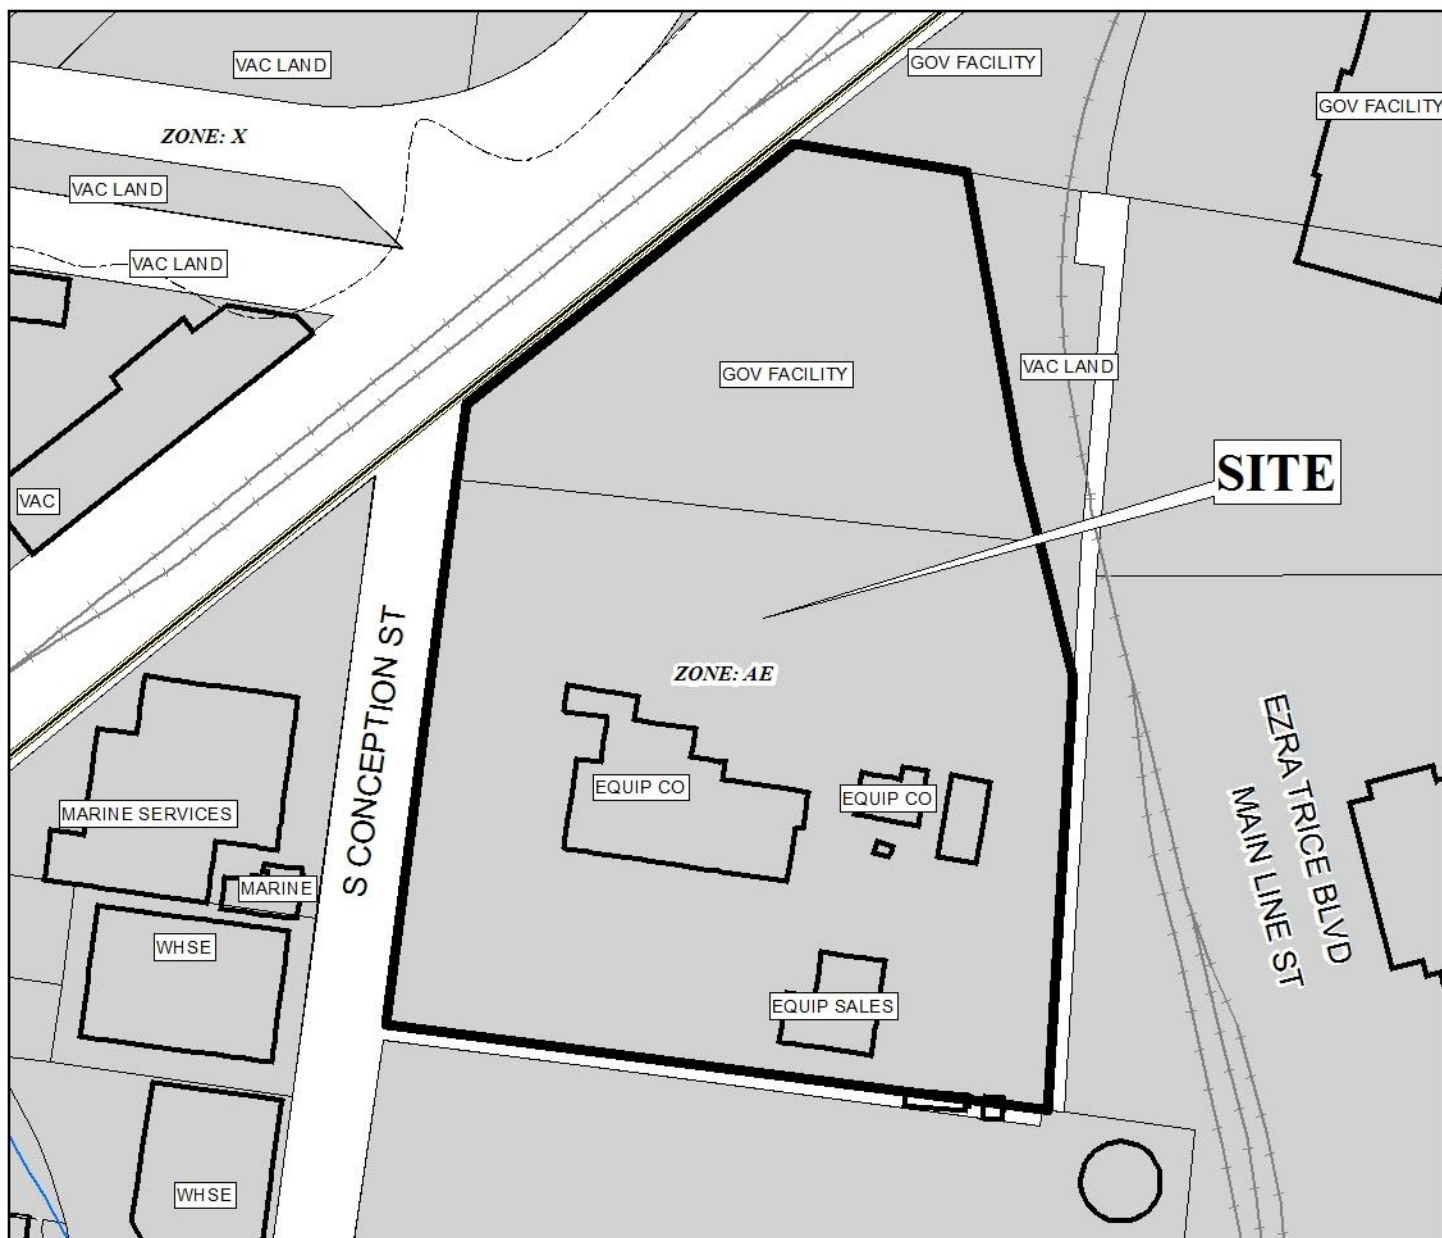 VAC LAND
GOV FACILITY
GOV FACILITY
ZONE: X
VAC LAND
VAC LAND
GOV FACILITY
VAC LAND
SITE
VAC
S CONCEPTION ST
ZONE: AE
EZRA TRICE BLVD
MAIN LINE ST
EQUIP CO
EQUIP CO
MARINE SERVICES
MARINE
WHSE
EQUIP SALES
WHSE